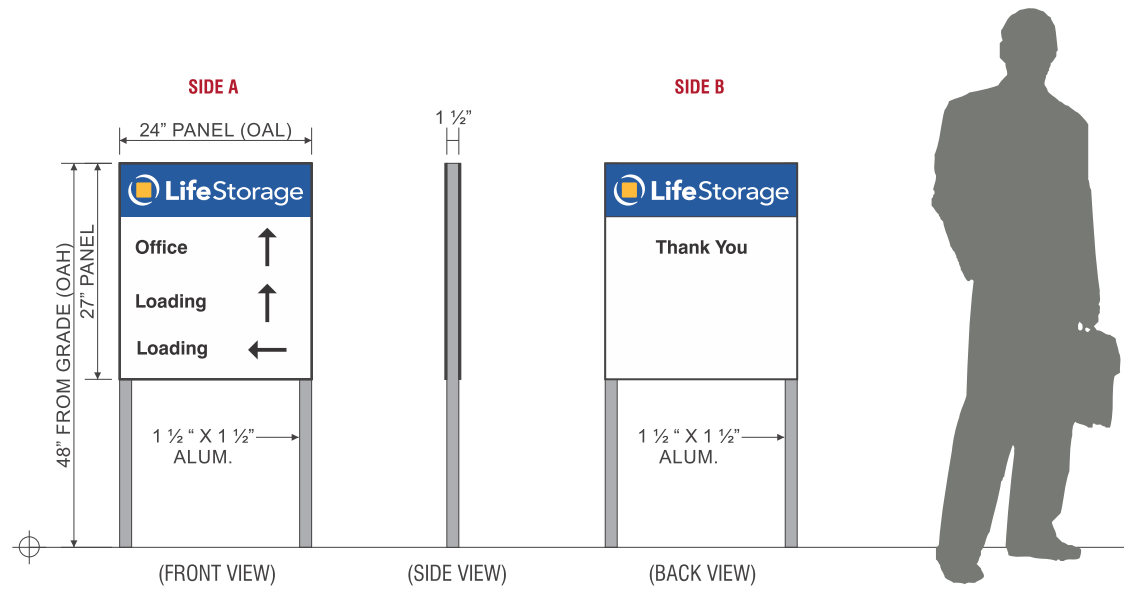 SIDE A
SIDE B
24” PANEL (OAL)
1 ½”
48” FROM GRADE (OAH)
27” PANEL
LifeStorage
Office
Loading
Loading
1 ½ “ X 1 ½”
ALUM.
LifeStorage
Thank You
1 ½ “ X 1 ½”
ALUM.
(FRONT VIEW)
(SIDE VIEW)
(BACK VIEW)